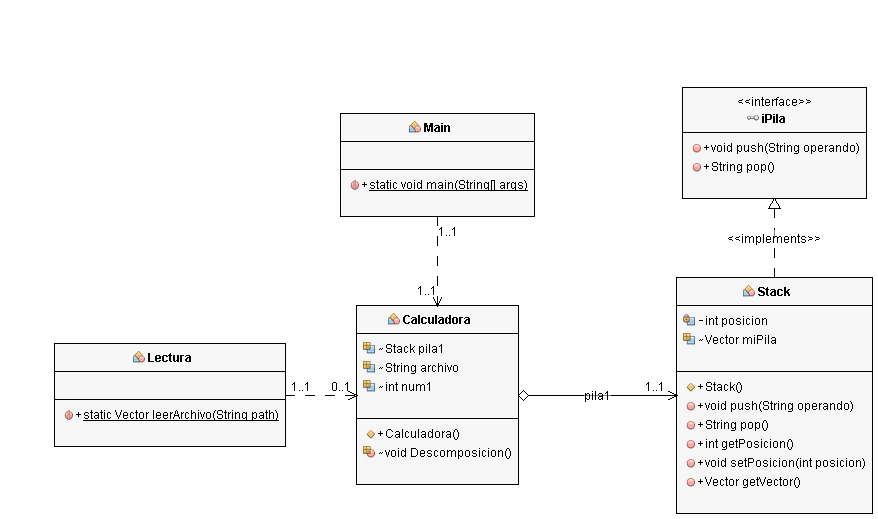 <<interface>>
iPila
+void push(String operando)
+String pop()
Main
+static void main(String[] args)
1..1
<<implements>>
1..1
Stack
-int posicion
~Vector miPila
+Stack()
+void push(String operando)
+String pop()
+int getPosicion()
+void setPosicion(int posicion)
+Vector getVector()
Calculadora
~Stack pila1
~String archivo
~int num1
+Calculadora()
~void Descomposicion()
Lectura
+static Vector leerArchivo(String path)
1..1
0..1
pila1
1..1